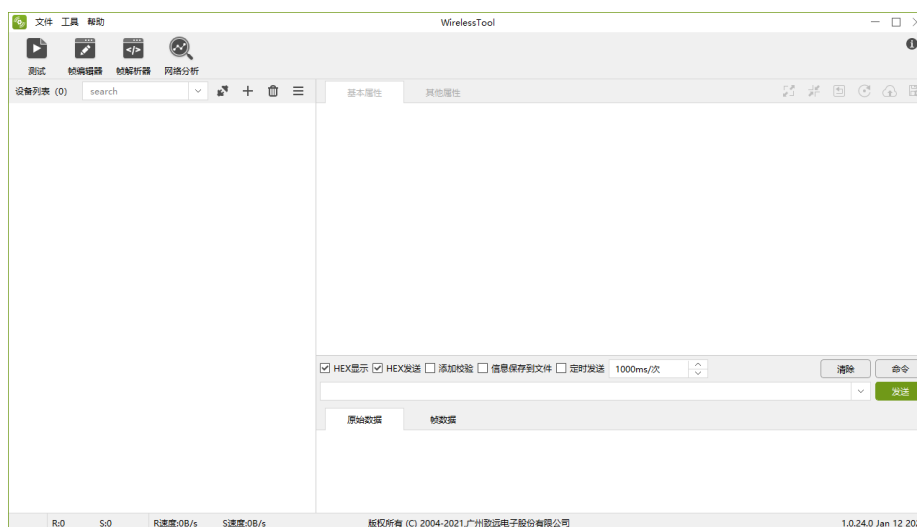 文件 工具 帮助 WirelessTool
测试 帧编辑器 帧解析器 网络分析
设备列表 (0) search 基本属性 其他属性
HEX显示 HEX发送 添加校验 信息保存到文件 定时发送 1000ms/次 清除 命令
发送
原始数据 帧数据
R:0 S:0 R速度:0B/s S速度:0B/s 版权所有 (C) 2004-2021,广州致远电子股份有限公司 1.0.24.0 Jan 12 20